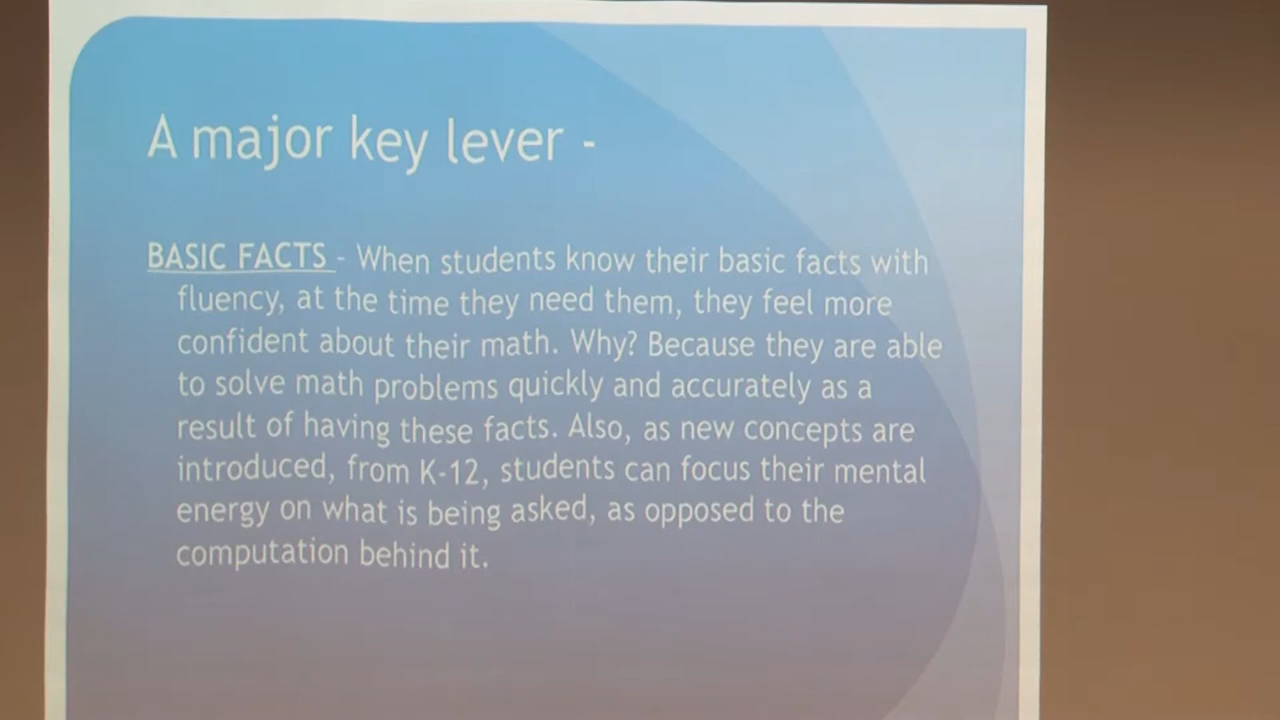 A major key lever -
BASIC FACTS - When students know their basic facts with
fluency, at the time they need them, they feel more
confident about their math. Why? Because they are able
to solve math problems quickly and accurately as a
result of having these facts. Also, as new concepts are
introduced, from K-12, students can focus their mental
energy on what is being asked, as opposed to the
computation behind it.